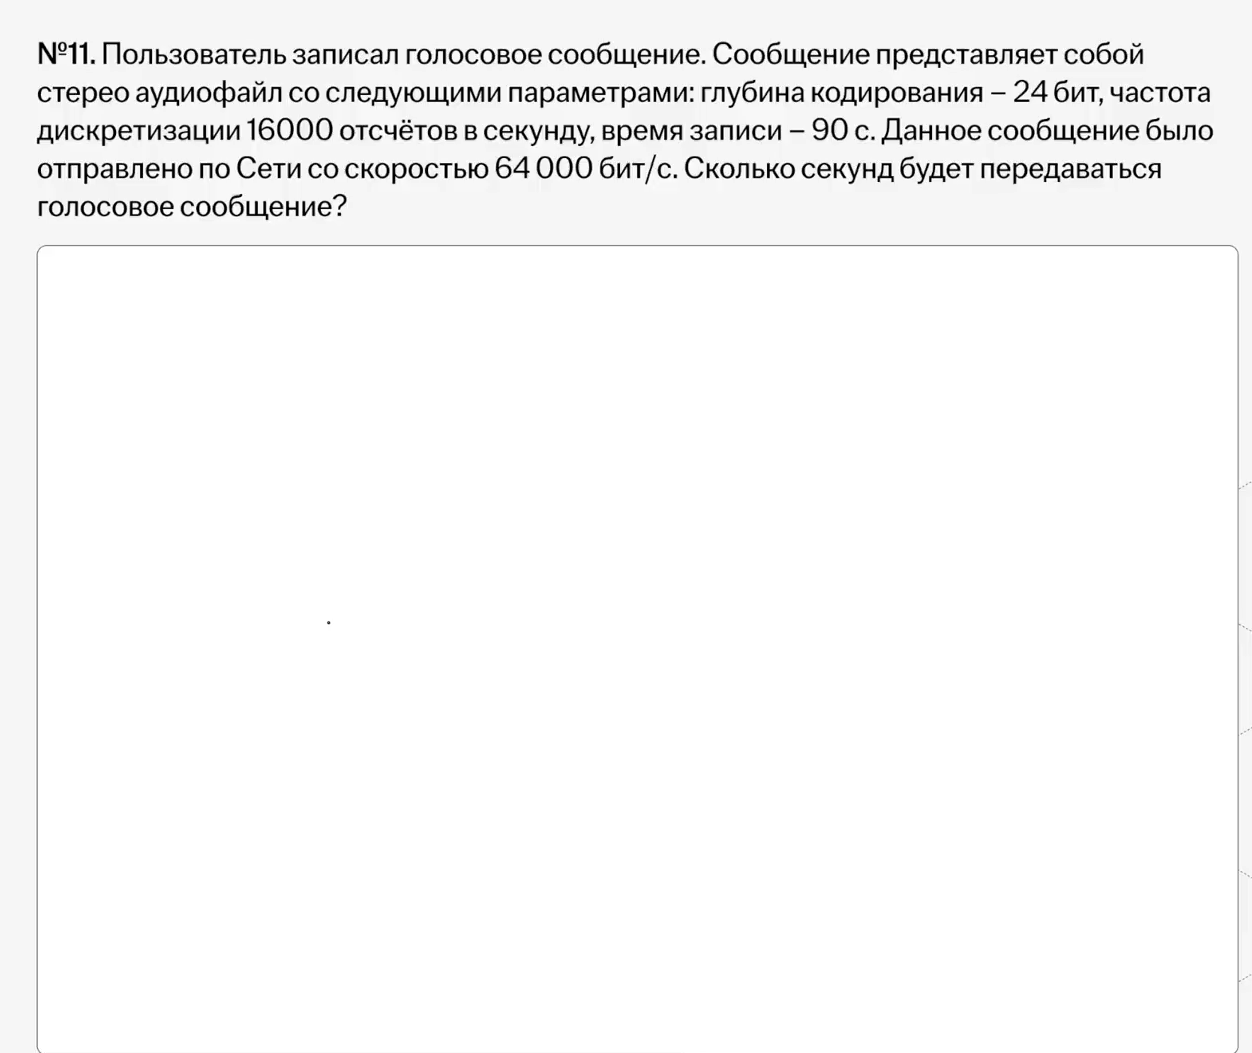 №11. Пользователь записал голосовое сообщение. Сообщение представляет собой
стерео аудиофайл со следующими параметрами: глубина кодирования – 24 бит, частота
дискретизации 16000 отсчётов в секунду, время записи – 90 с. Данное сообщение было
отправлено по Сети со скоростью 64 000 бит/с. Сколько секунд будет передаваться
голосовое сообщение?